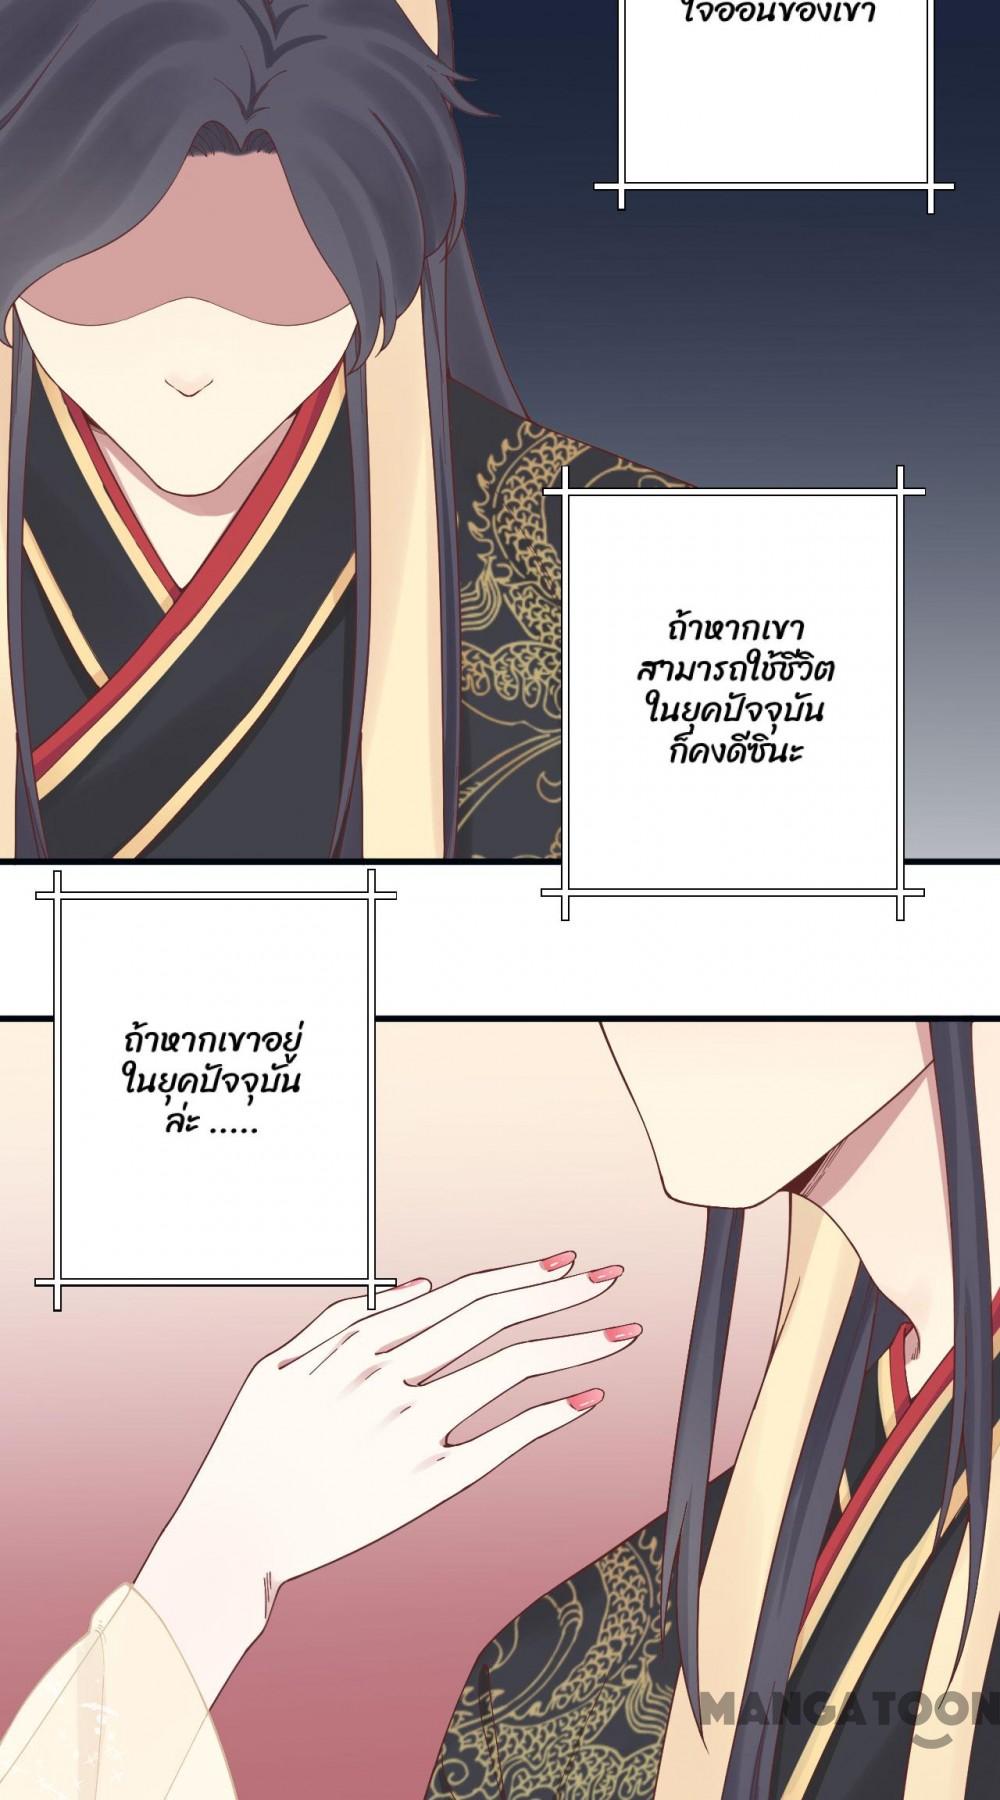 ใจอ่อนของเขา
ถ้าหากเขา
สามารถใช้ชีวิต
ในยุคปัจจุบัน
ก็คงดีซินะ
ถ้าหากเขาอยู่
ในยุคปัจจุบัน
ล่ะ .....
MANGATOON